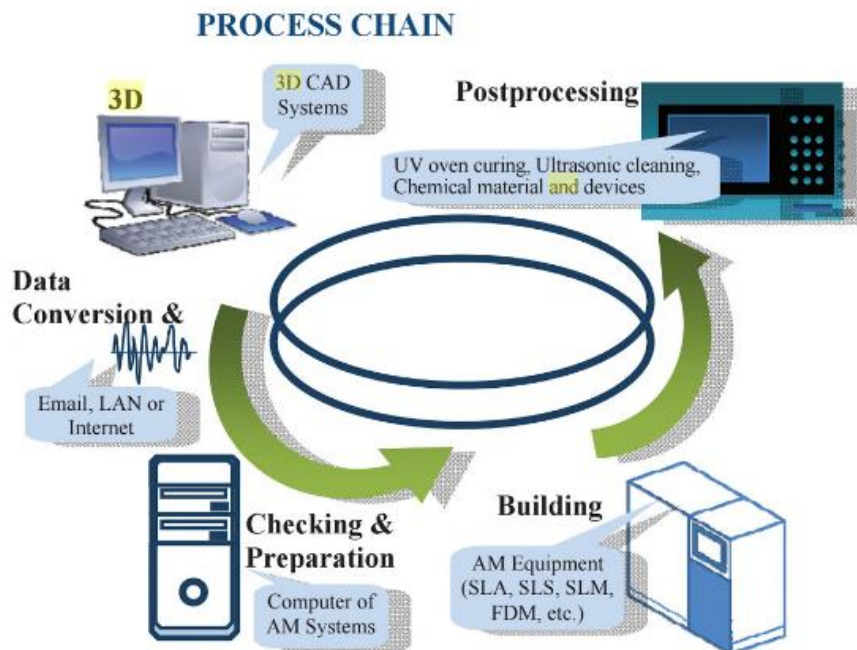 PROCESS CHAIN
3D
3D CAD
Systems
Postprocessing
UV oven curing, Ultrasonic cleaning,
Chemical material and devices
Data
Conversion &
Email, LAN or
Internet
Checking &
Preparation
Computer of
AM Systems
Building
AM Equipment
(SLA, SLS, SLM,
FDM, etc.)